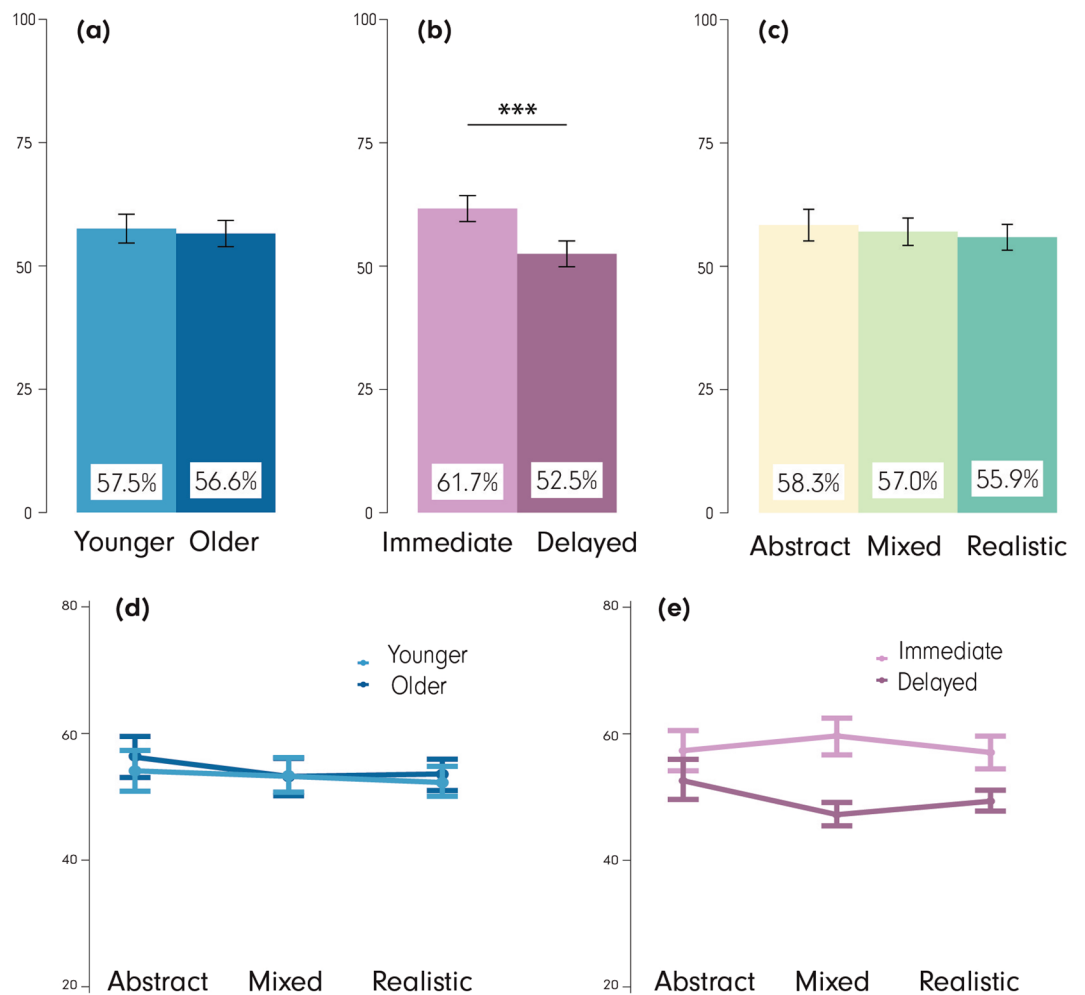 (a)
100
75
50
25
0
57.5%
56.6%
Younger Older
(b)
100
75
50
25
0
***
61.7%
52.5%
Immediate Delayed
(c)
100
75
50
25
0
58.3%
57.0%
55.9%
Abstract Mixed Realistic
(d)
80
60
40
20
Younger
Older
Abstract Mixed Realistic
(e)
80
60
40
20
Immediate
Delayed
Abstract Mixed Realistic